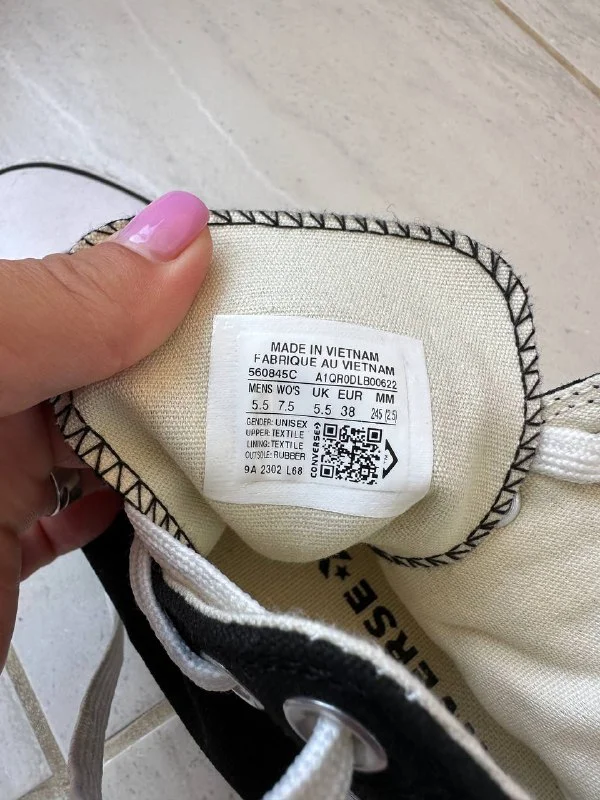 MADE IN VIETNAM
FABRIQUE AU VIETNAM
560845C A1QR0DLB00622
MENS WO'S UK EUR MM
5.5 7.5 5.5 38 245 (2.5)
GENDER: UNISEX
UPPER: TEXTILE
LINING: TEXTILE
OUTSOLE: RUBBER
9A 2302 L68
CONVERSE
VERSE